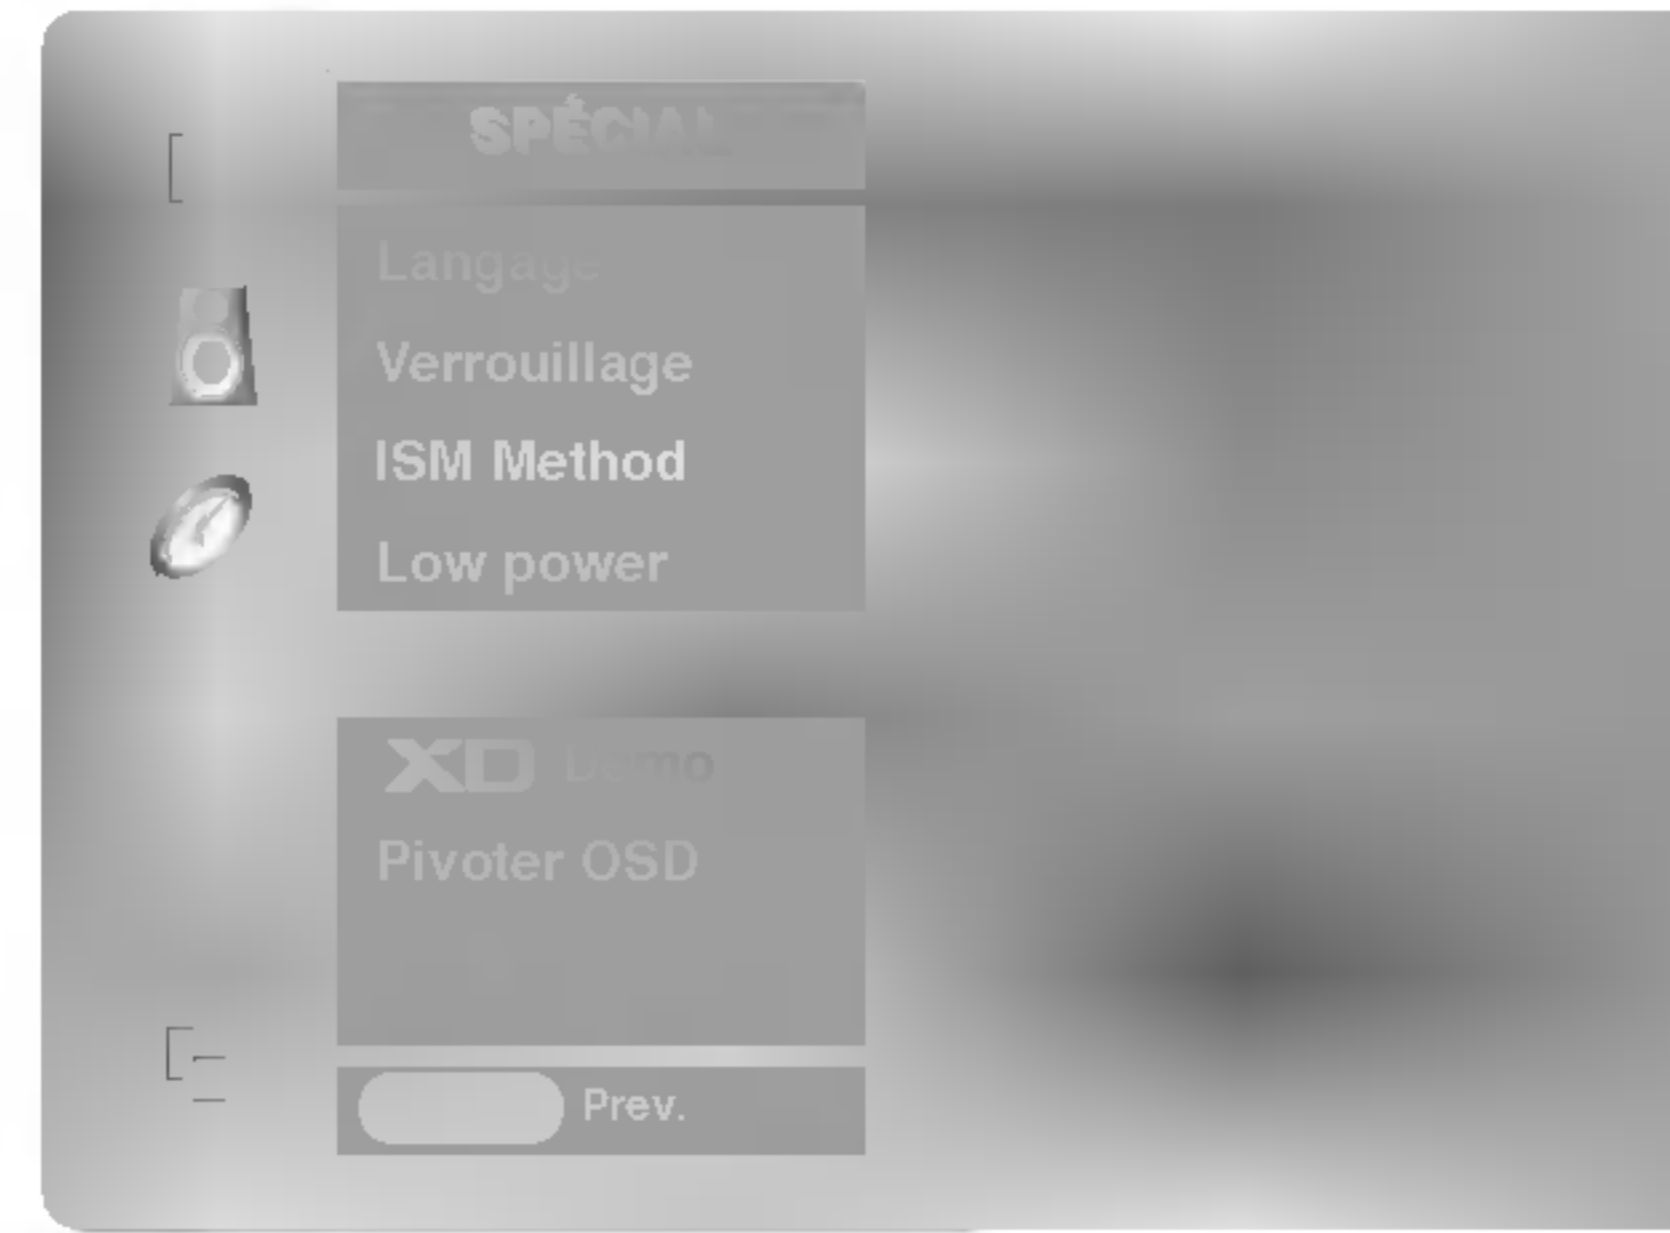 SPÉCIAL
Langage
Verrouillage
ISM Method
Low power
XD Demo
Pivoter OSD
Prev.